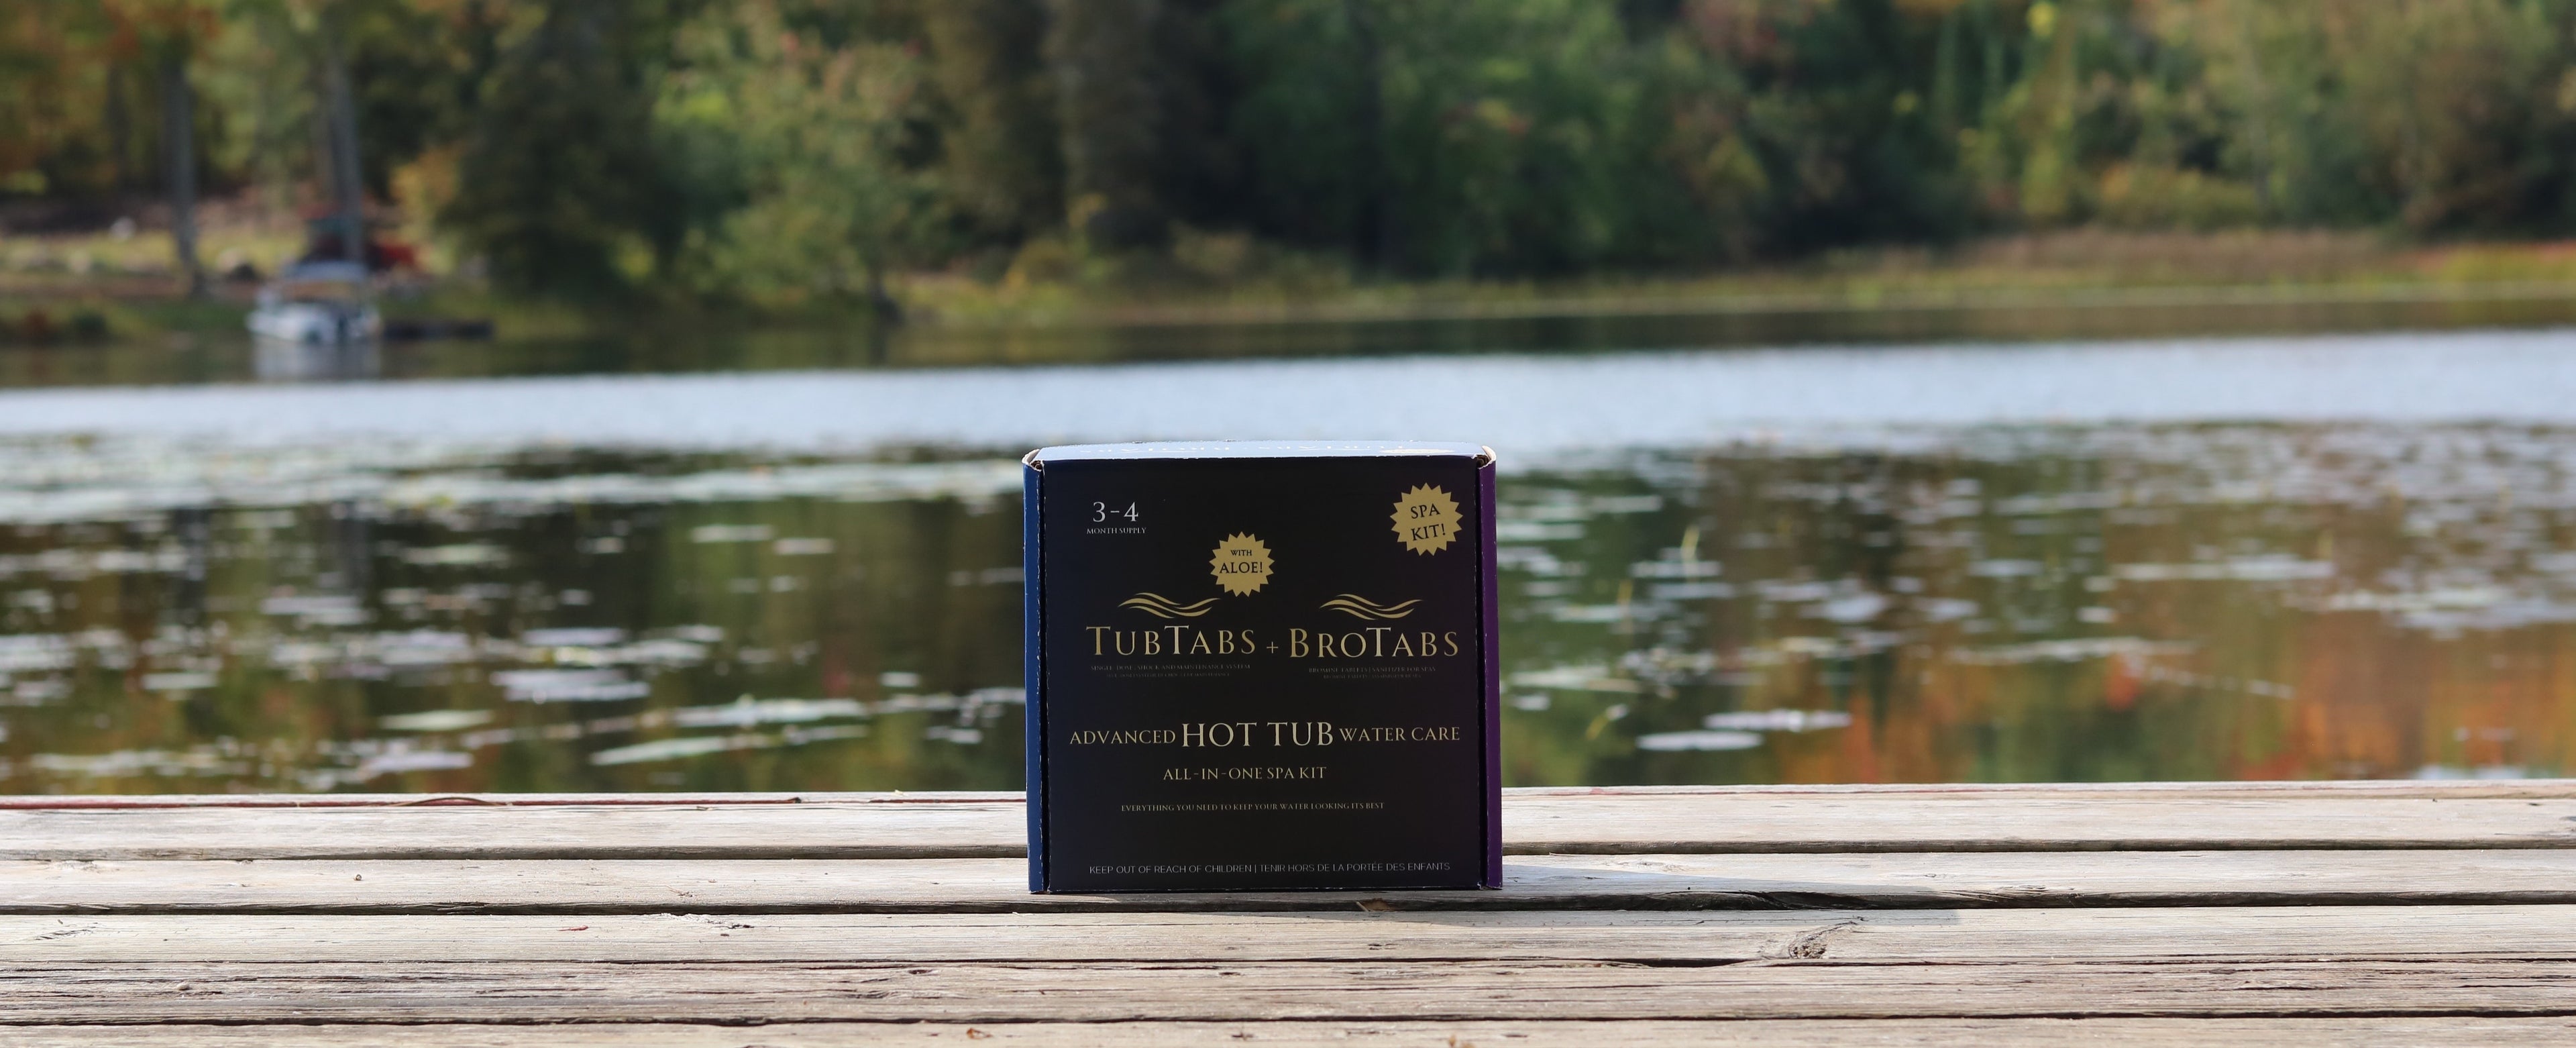 3-4
MONTH SUPPLY
SPA
KIT!
WITH
ALOE!
TUBTABS + BROTABS
ADVANCED HOT TUB WATER CARE
ALL-IN-ONE SPA KIT
EVERYTHING YOU NEED TO KEEP YOUR WATER LOOKING ITS BEST
KEEP OUT OF REACH OF CHILDREN | TENIR HORS DE LA PORTÉE DES ENFANTS